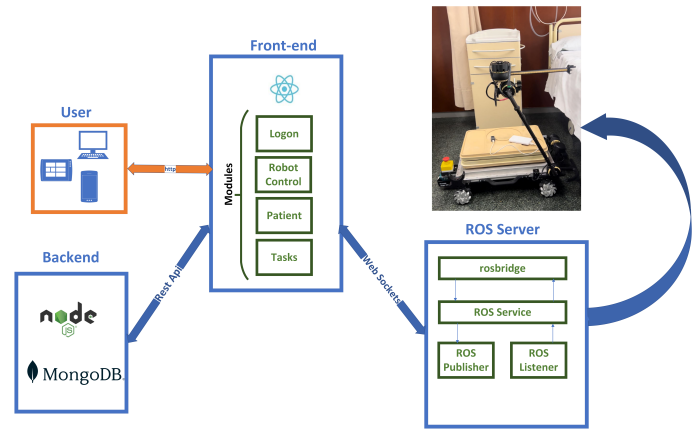 Front-end
User
Logon
Robot
Control
Patient
Tasks
Modules
http
Backend
node
JS
MongoDB.
Rest Api
Web Sockets
ROS Server
rosbridge
ROS Service
ROS
Publisher
ROS
Listener